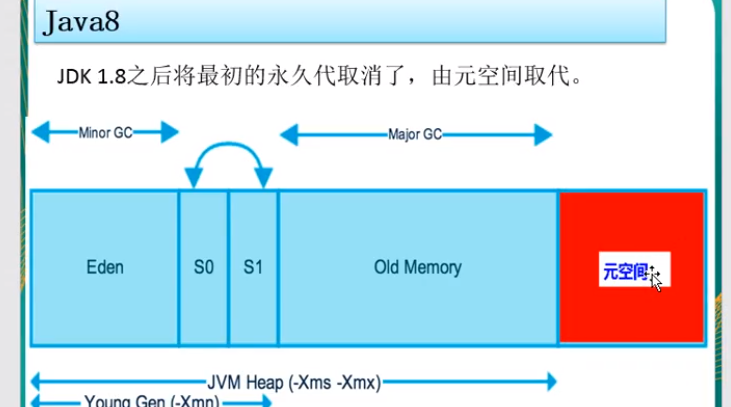 Java8
JDK 1.8之后将最初的永久代取消了，由元空间取代。
Minor GC
Major GC
Eden
S0
S1
Old Memory
元空间
JVM Heap (-Xms -Xmx)
Young Gen (-Xmn)